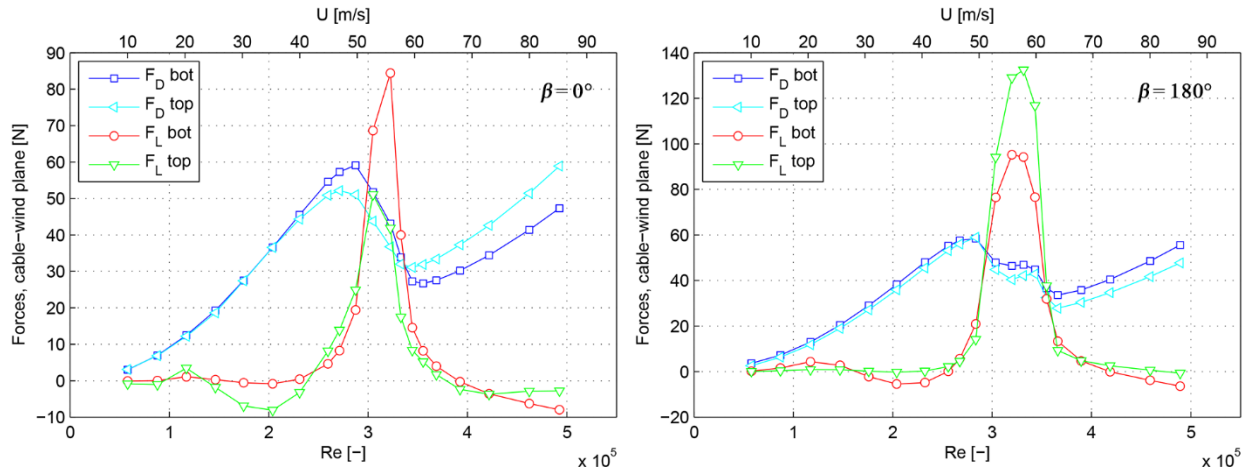 U [m/s]
10 20 30 40 50 60 70 80 90
90
80
70
60
50
40
30
20
10
0
−10
Forces, cable−wind plane [N]
F_D bot
F_D top
F_L bot
F_L top
β = 0°
0 1 2 3 4 5
Re [−]
x 10^5
U [m/s]
10 20 30 40 50 60 70 80 90
140
120
100
80
60
40
20
0
−20
Forces, cable−wind plane [N]
F_D bot
F_D top
F_L bot
F_L top
β = 180°
0 1 2 3 4 5
Re [−]
x 10^5